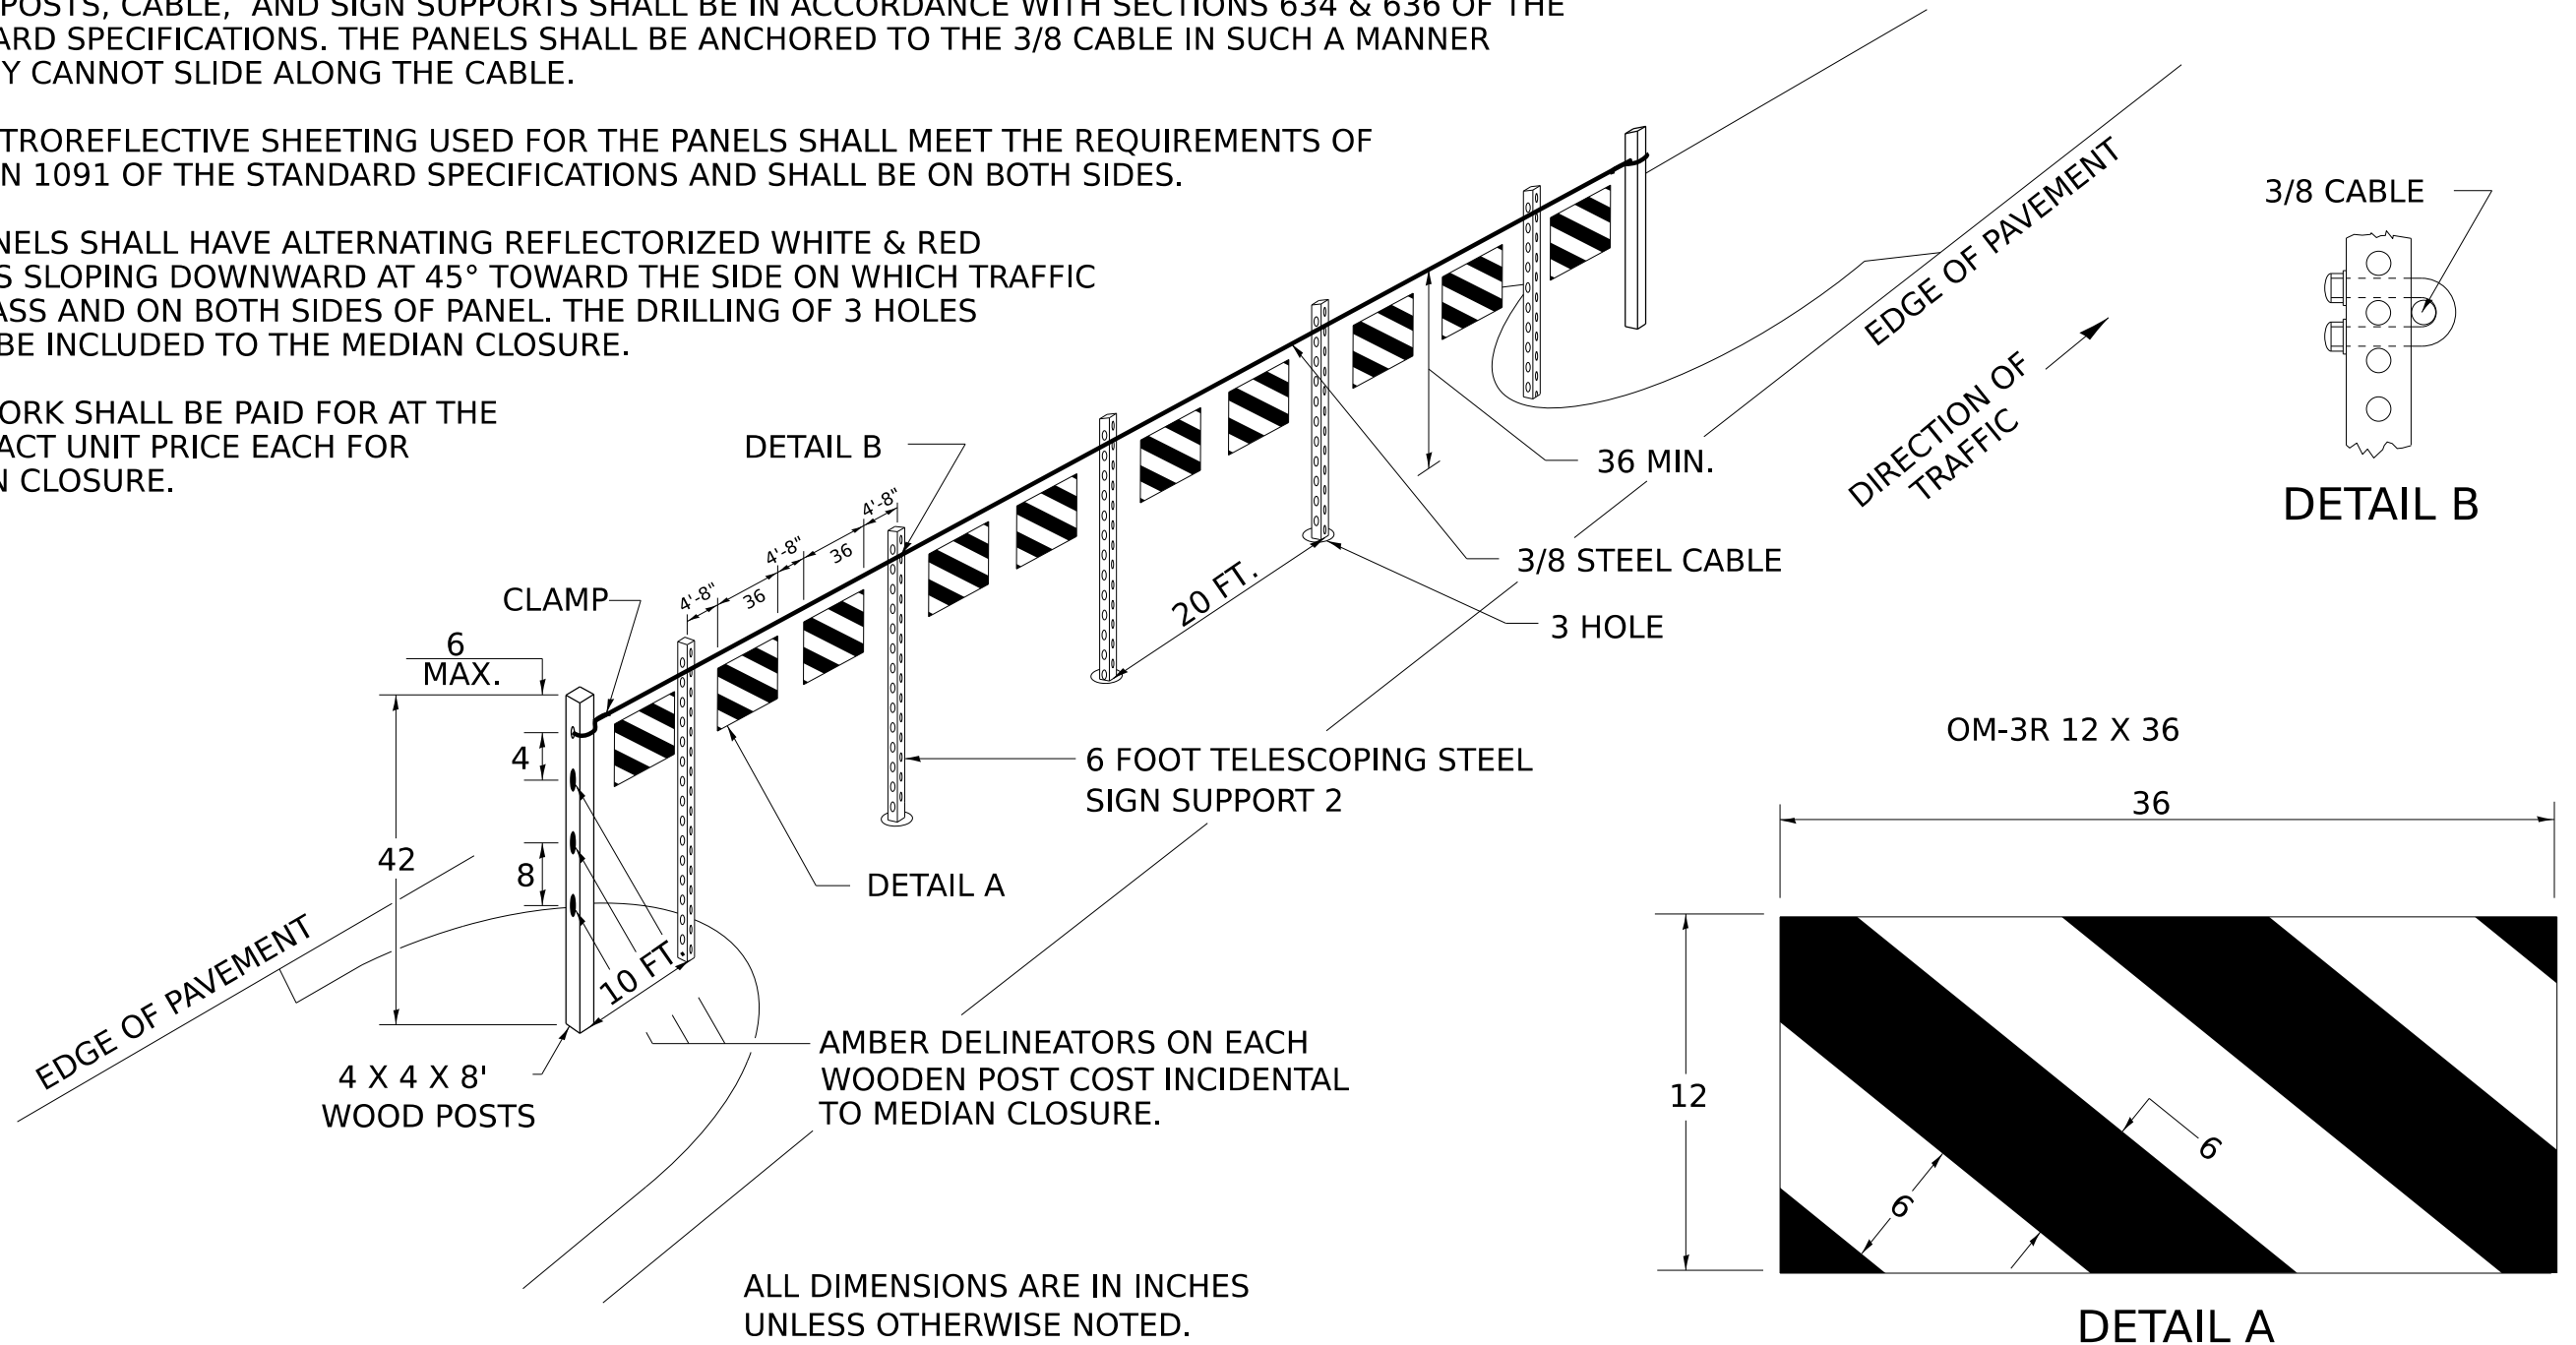 POSTS, CABLE, AND SIGN SUPPORTS SHALL BE IN ACCORDANCE WITH SECTIONS 634 & 636 OF THE
ARD SPECIFICATIONS. THE PANELS SHALL BE ANCHORED TO THE 3/8 CABLE IN SUCH A MANNER
Y CANNOT SLIDE ALONG THE CABLE.
TROREFLECTIVE SHEETING USED FOR THE PANELS SHALL MEET THE REQUIREMENTS OF
N 1091 OF THE STANDARD SPECIFICATIONS AND SHALL BE ON BOTH SIDES.
NELS SHALL HAVE ALTERNATING REFLECTORIZED WHITE & RED
S SLOPING DOWNWARD AT 45° TOWARD THE SIDE ON WHICH TRAFFIC
ASS AND ON BOTH SIDES OF PANEL. THE DRILLING OF 3 HOLES
BE INCLUDED TO THE MEDIAN CLOSURE.
ORK SHALL BE PAID FOR AT THE
ACT UNIT PRICE EACH FOR
N CLOSURE.
3/8 CABLE
DETAIL B
EDGE OF PAVEMENT
DIRECTION OF
TRAFFIC
36 MIN.
3/8 STEEL CABLE
3 HOLE
20 FT.
DETAIL B
4'-8"
36
4'-8"
36
4'-8"
CLAMP
6
MAX.
4
42
8
10 FT
6 FOOT TELESCOPING STEEL
SIGN SUPPORT 2
DETAIL A
EDGE OF PAVEMENT
4 X 4 X 8'
WOOD POSTS
AMBER DELINEATORS ON EACH
WOODEN POST COST INCIDENTAL
TO MEDIAN CLOSURE.
ALL DIMENSIONS ARE IN INCHES
UNLESS OTHERWISE NOTED.
OM-3R 12 X 36
36
12
6
6
DETAIL A